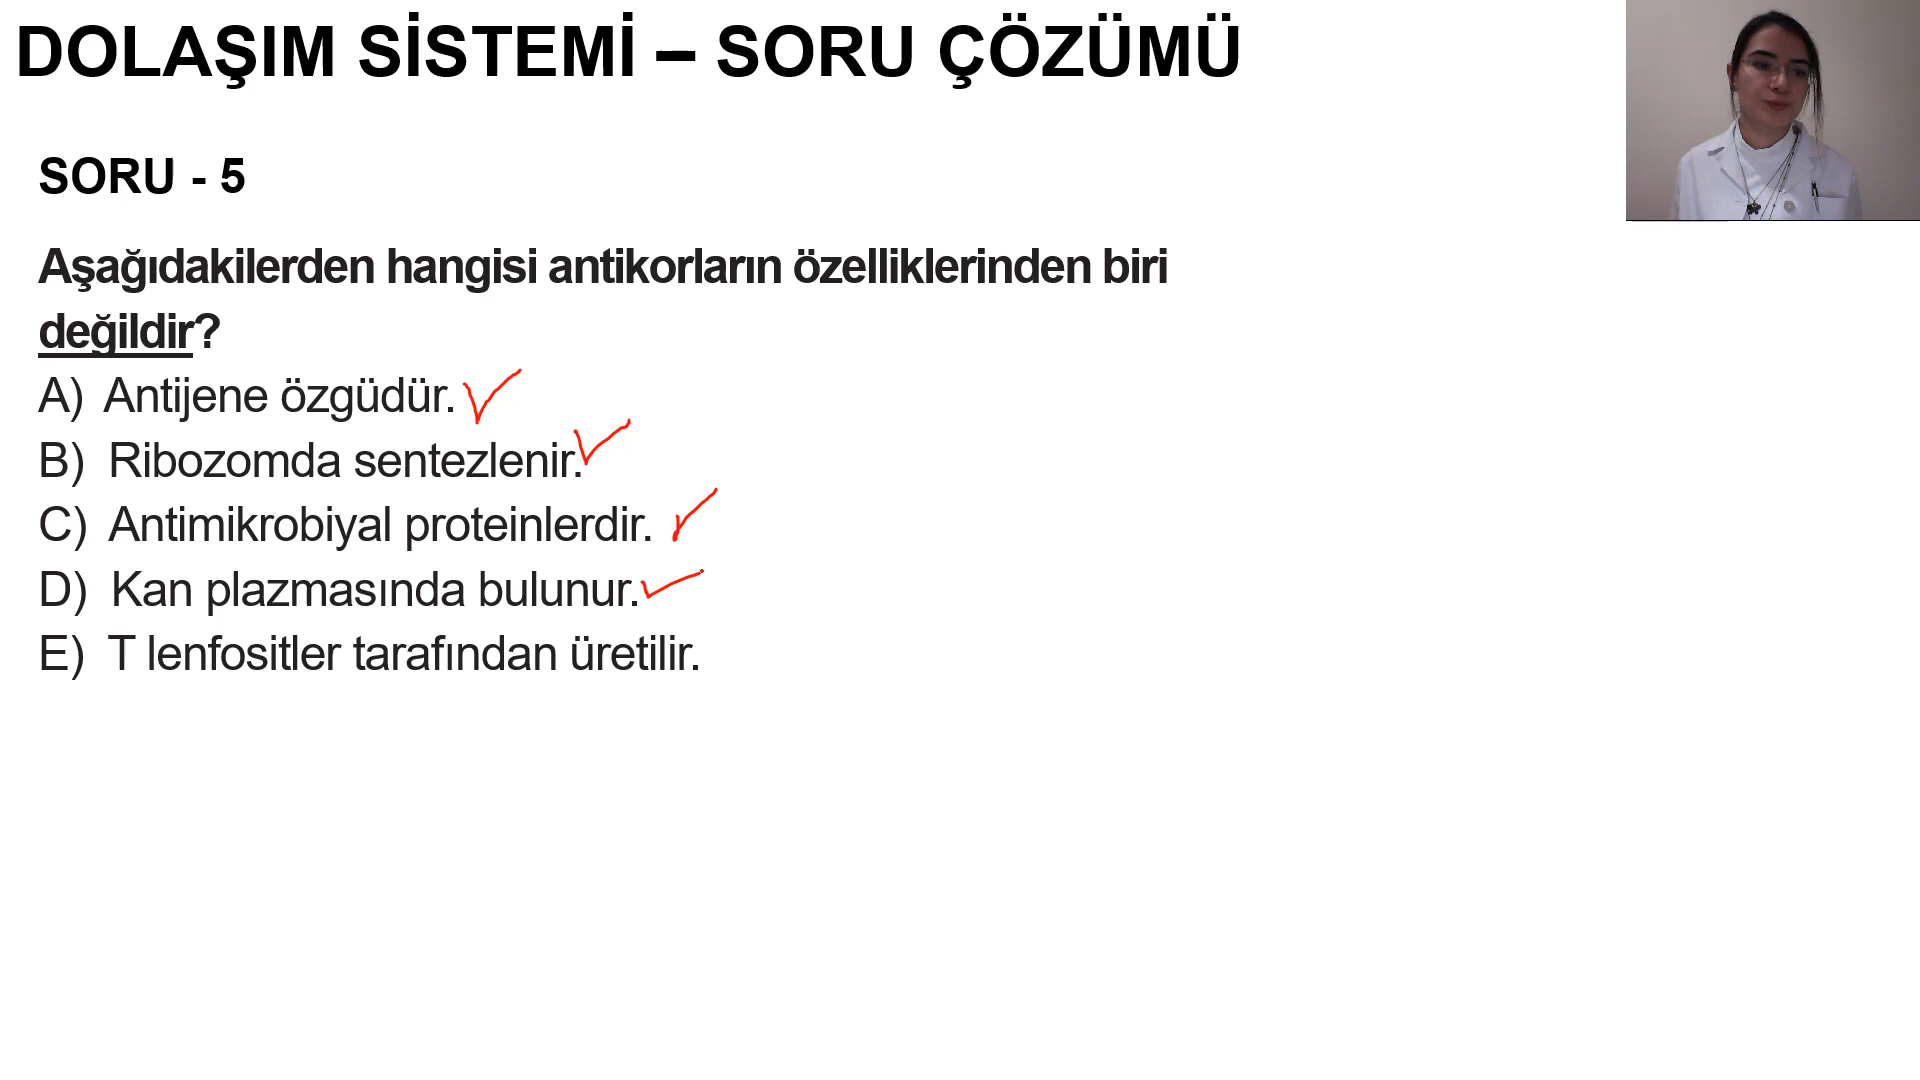 DOLAŞIM SİSTEMİ – SORU ÇÖZÜMÜ
SORU - 5
Aşağıdakilerden hangisi antikorların özelliklerinden biri
değildir?
A) Antijene özgüdür.
B) Ribozomda sentezlenir.
C) Antimikrobiyal proteinlerdir.
D) Kan plazmasında bulunur.
E) T lenfositler tarafından üretilir.